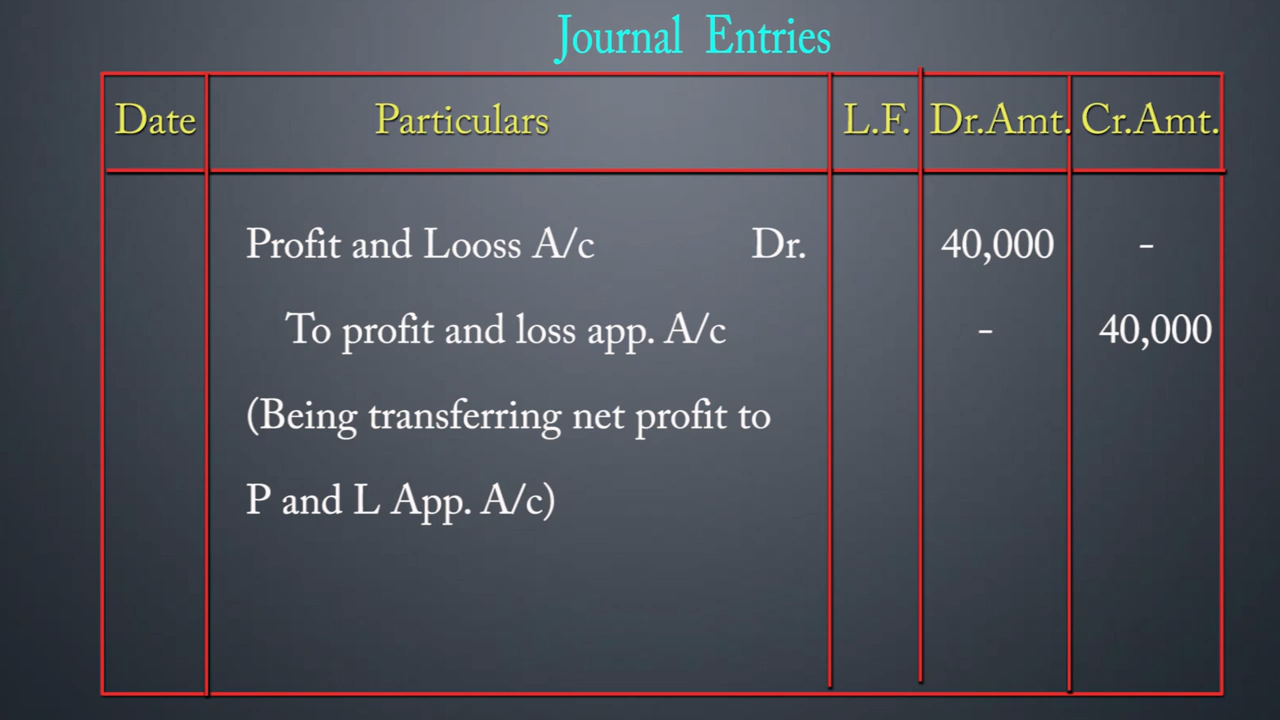 Journal Entries
Date Particulars L.F. Dr.Amt. Cr.Amt.
Profit and Looss A/c Dr. 40,000 -
To profit and loss app. A/c - 40,000
(Being transferring net profit to
P and L App. A/c)